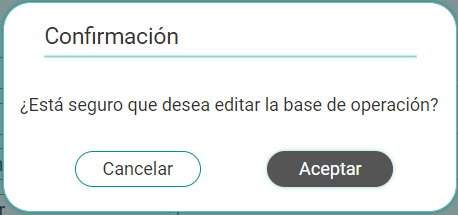 Confirmación
¿Está seguro que desea editar la base de operación?
Cancelar
Aceptar